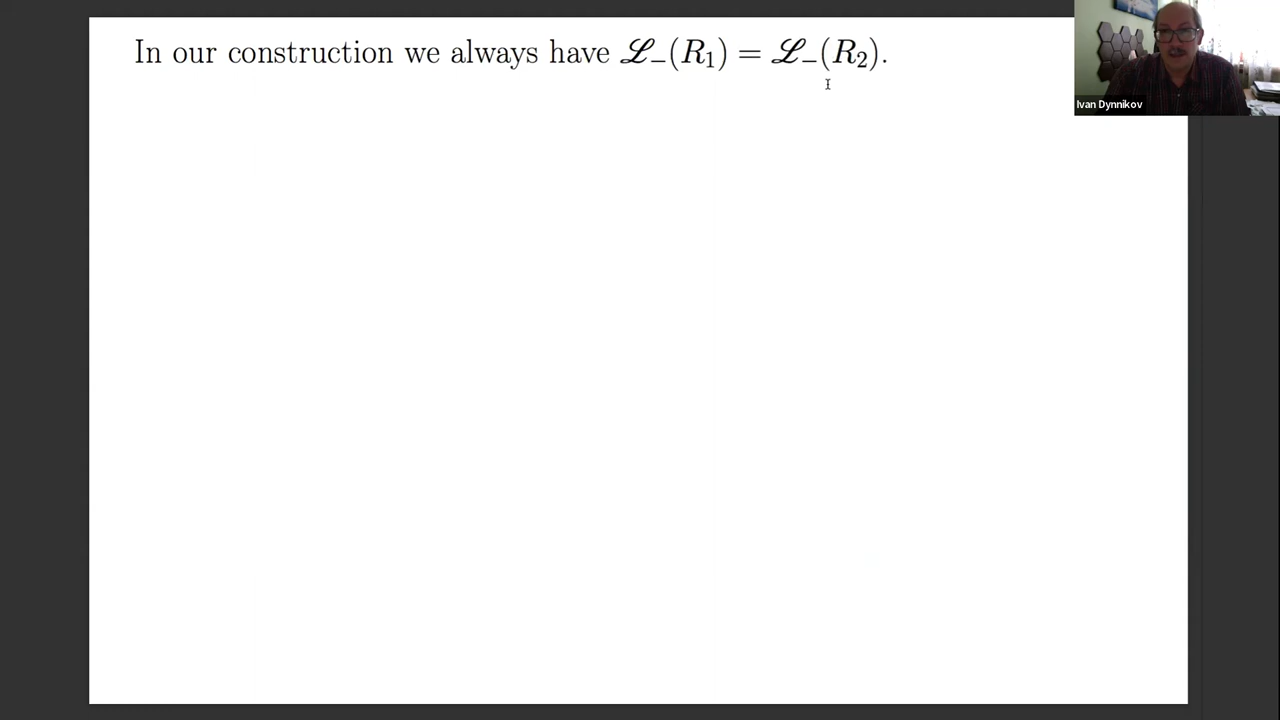 In our construction we always have ℒ₋(R₁) = ℒ₋(R₂).
Ivan Dynnikov